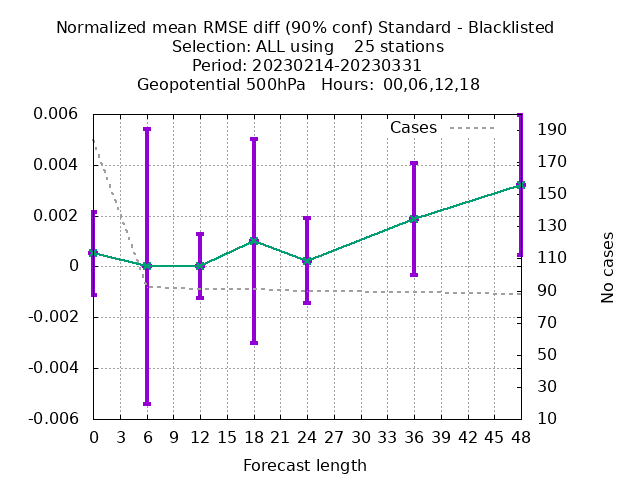 Normalized mean RMSE diff (90% conf) Standard - Blacklisted
Selection: ALL using    25 stations
Period: 20230214-20230331
Geopotential 500hPa   Hours:  00,06,12,18
Cases
0.006
0.004
0.002
0
-0.002
-0.004
-0.006
190
170
150
130
110
90
70
50
30
10
No cases
0 3 6 9 12 15 18 21 24 27 30 33 36 39 42 45 48
Forecast length